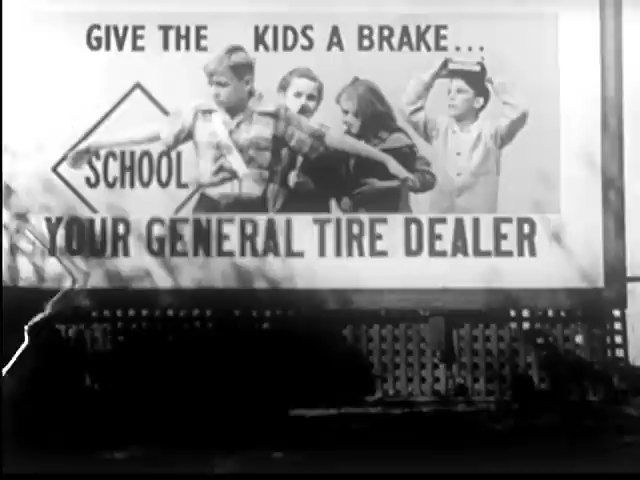 GIVE THE KIDS A BRAKE...
SCHOOL
YOUR GENERAL TIRE DEALER